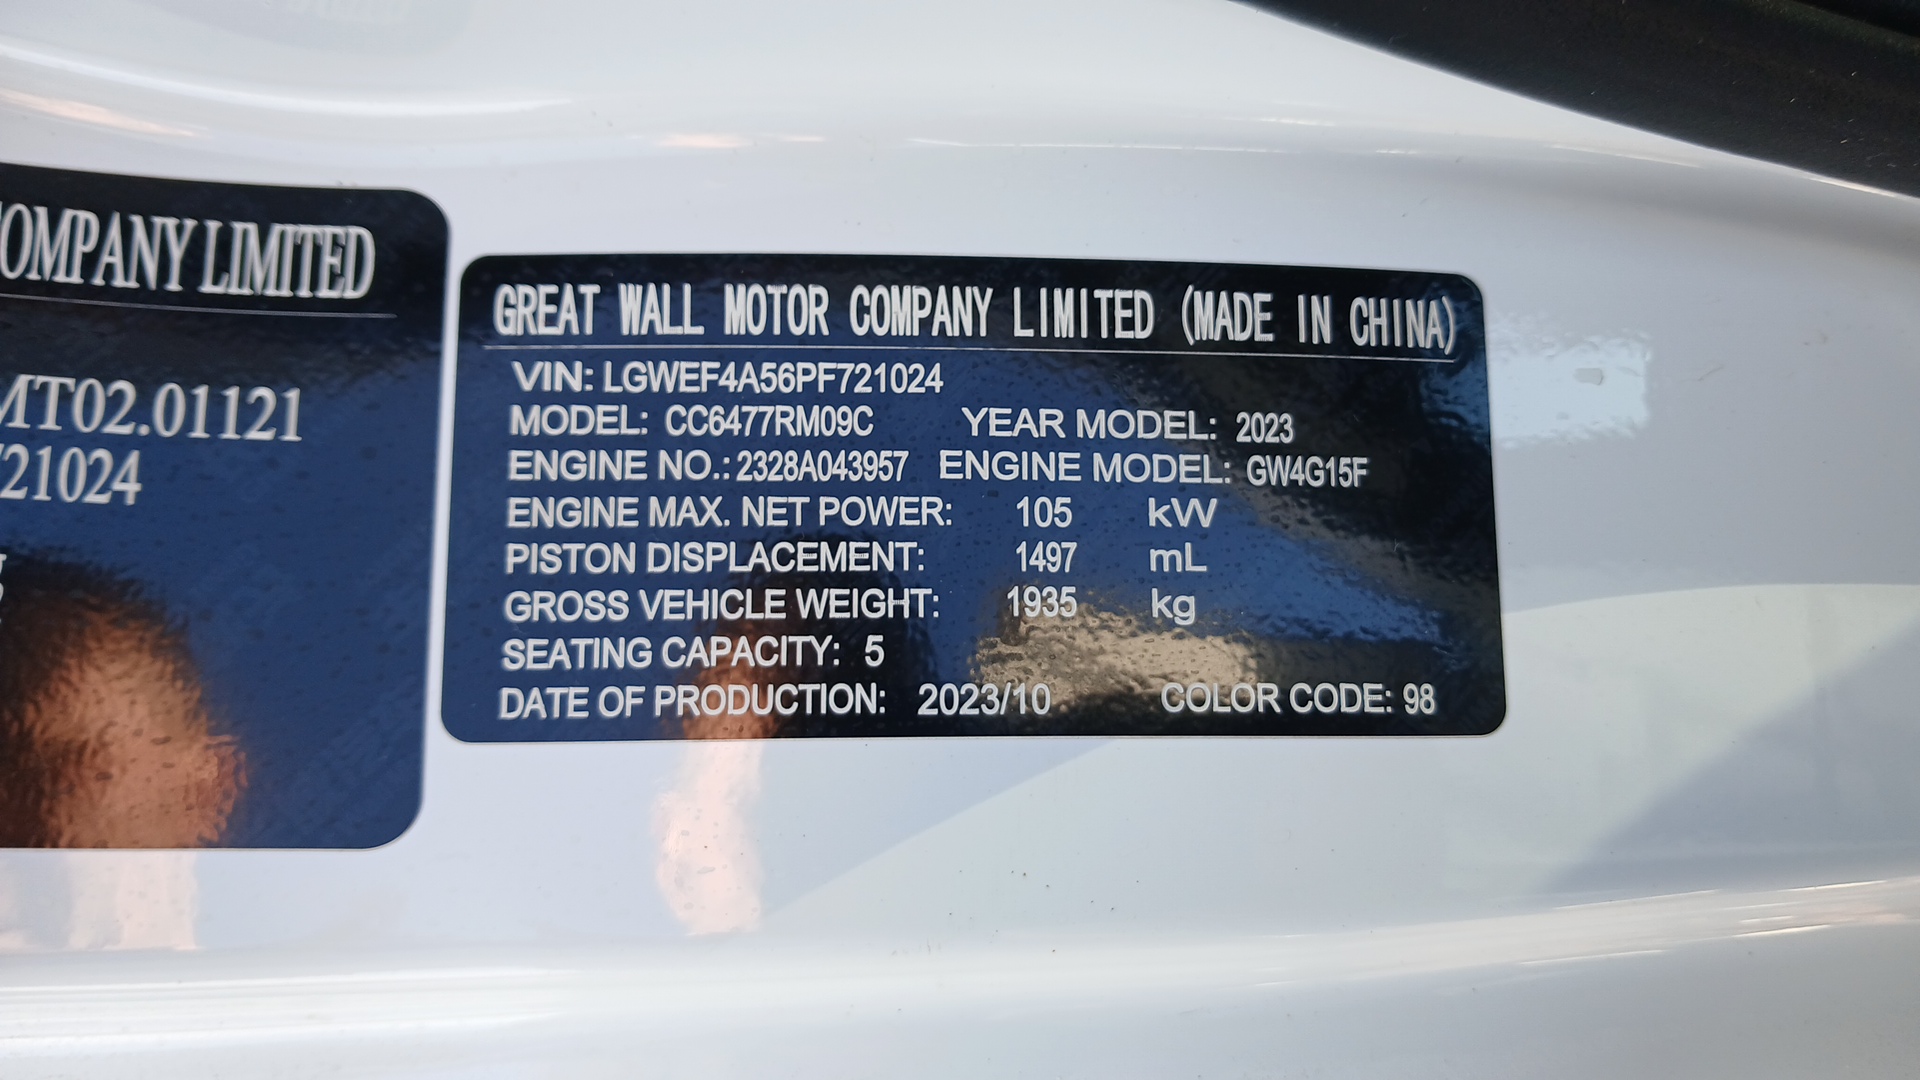 OMPANY LIMITED
MT02.01121
721024
GREAT WALL MOTOR COMPANY LIMITED (MADE IN CHINA)
VIN: LGWEF4A56PF721024
MODEL: CC6477RM09C YEAR MODEL: 2023
ENGINE NO.: 2328A043957 ENGINE MODEL: GW4G15F
ENGINE MAX. NET POWER: 105 kW
PISTON DISPLACEMENT: 1497 mL
GROSS VEHICLE WEIGHT: 1935 kg
SEATING CAPACITY: 5
DATE OF PRODUCTION: 2023/10 COLOR CODE: 98